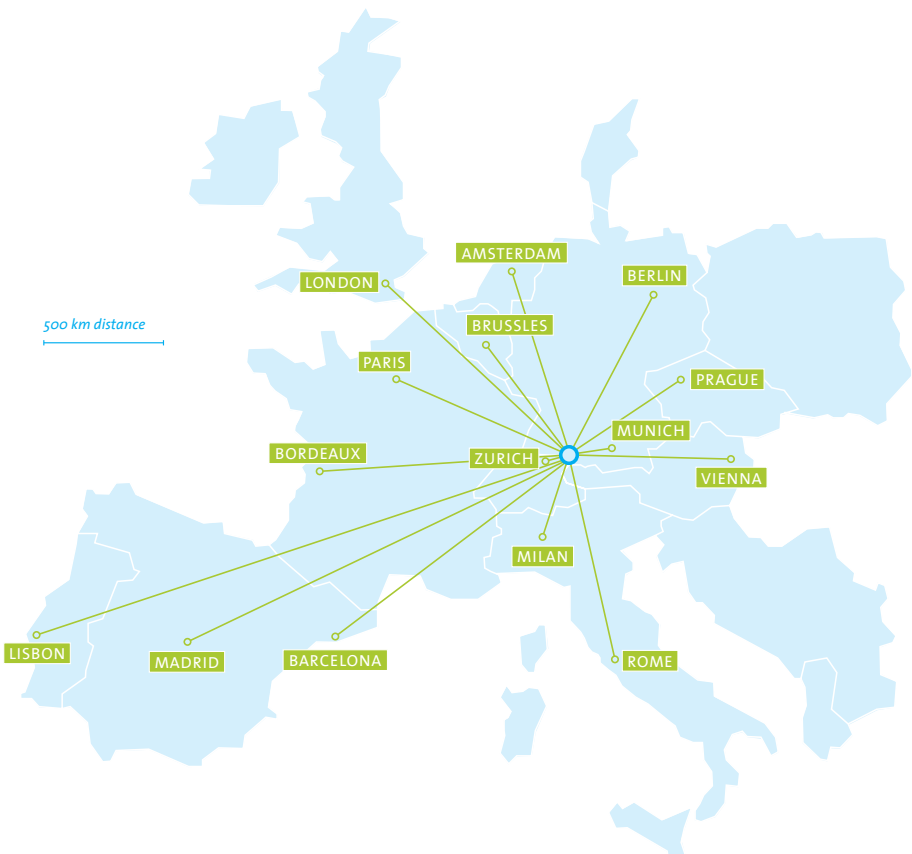 AMSTERDAM
BERLIN
LONDON
500 km distance
BRUSSLES
PARIS
PRAGUE
MUNICH
BORDEAUX
ZURICH
VIENNA
MILAN
LISBON
MADRID
BARCELONA
ROME